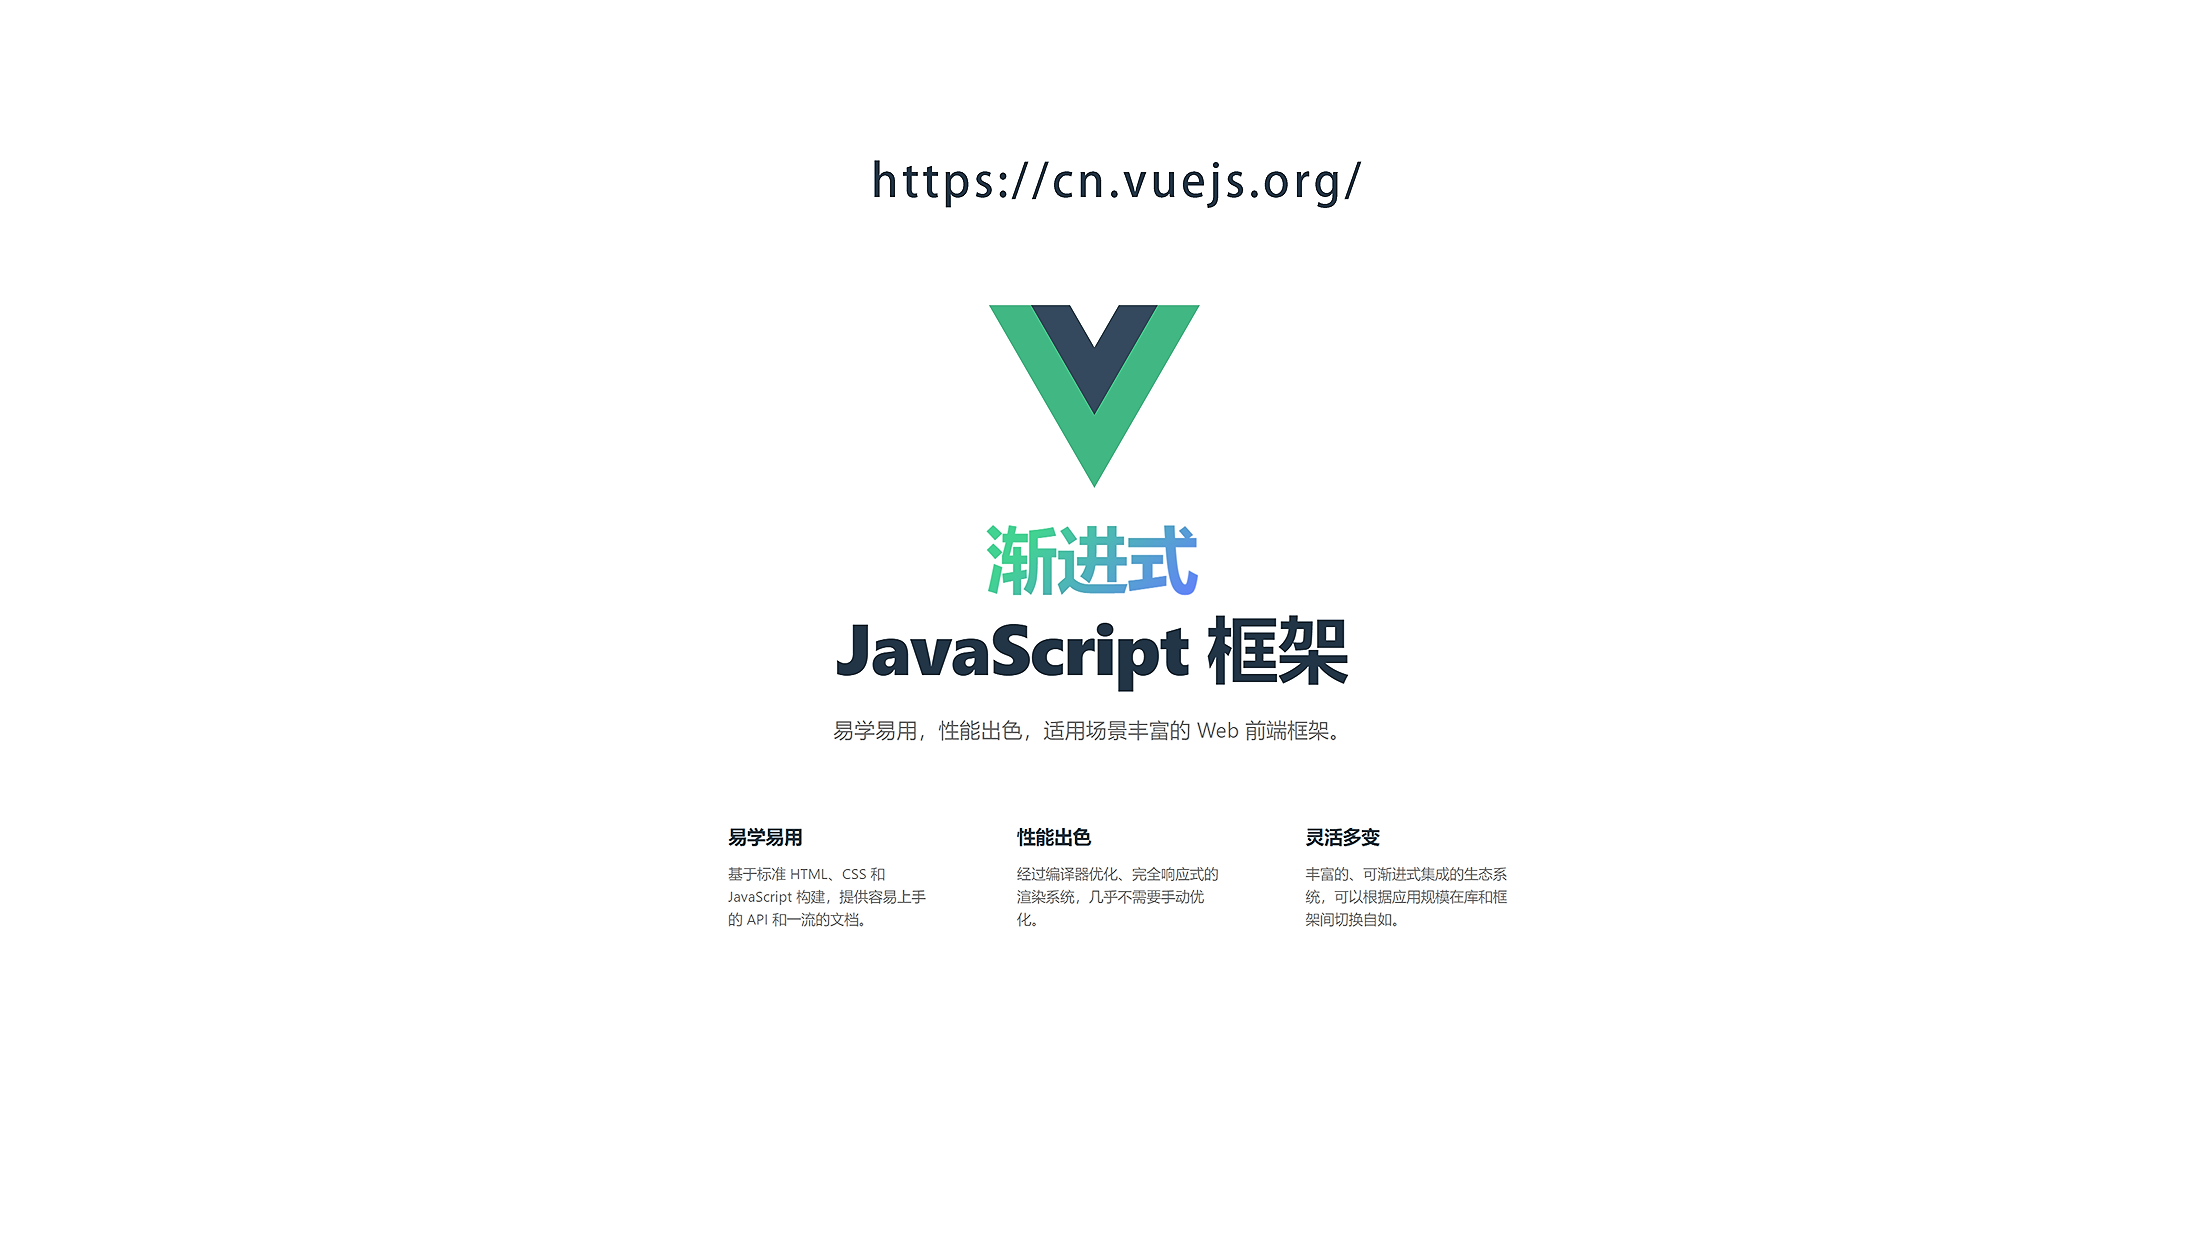 https://cn.vuejs.org/
渐进式
JavaScript 框架
易学易用，性能出色，适用场景丰富的 Web 前端框架。
易学易用
基于标准 HTML、CSS 和
JavaScript 构建，提供容易上手
的 API 和一流的文档。
性能出色
经过编译器优化、完全响应式的
渲染系统，几乎不需要手动优
化。
灵活多变
丰富的、可渐进式集成的生态系
统，可以根据应用规模在库和框
架间切换自如。